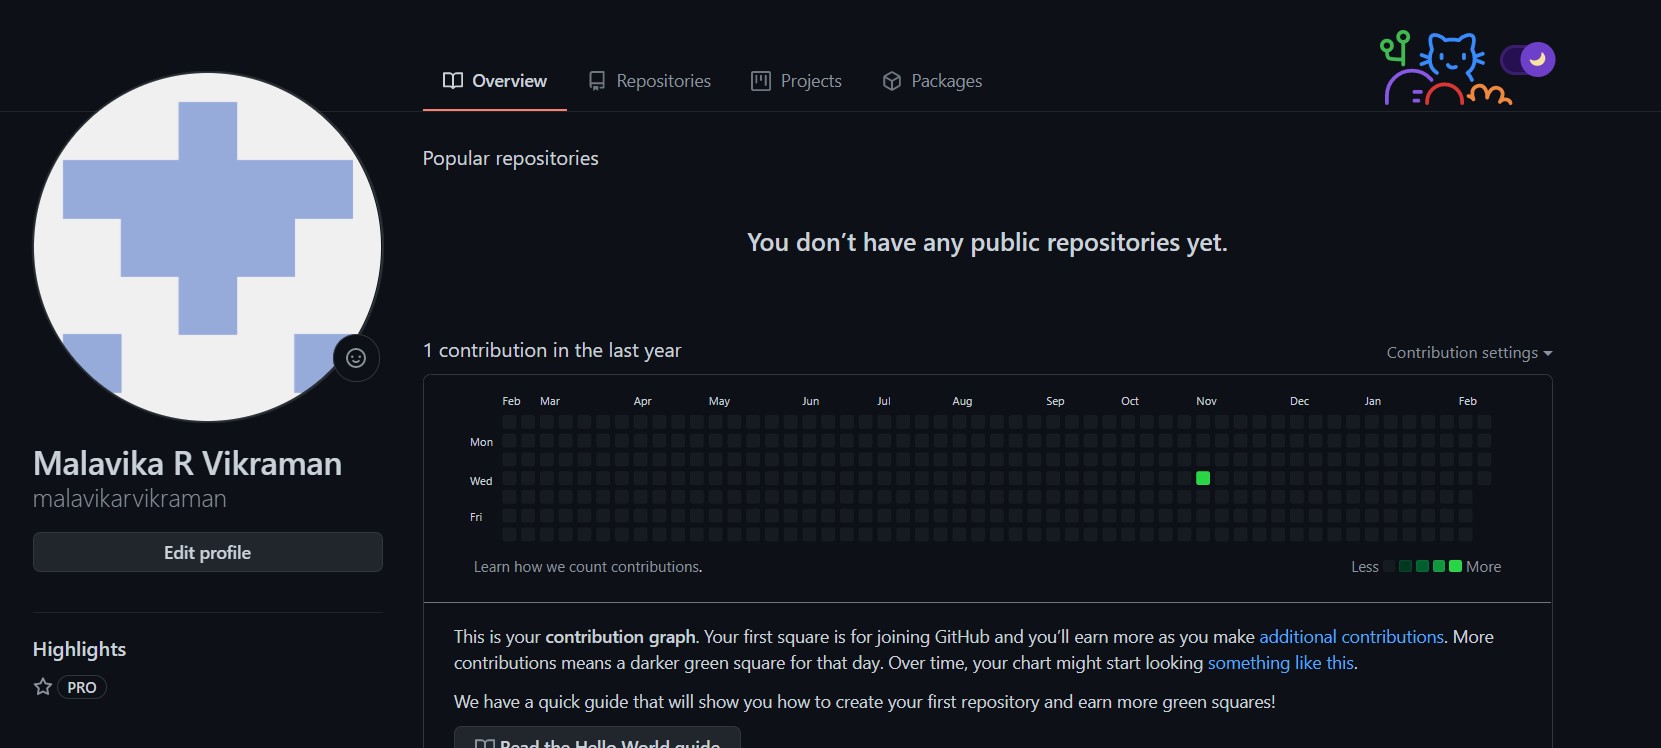 Overview
Repositories
Projects
Packages
Popular repositories
You don’t have any public repositories yet.
1 contribution in the last year
Contribution settings
Feb Mar Apr May Jun Jul Aug Sep Oct Nov Dec Jan Feb
Mon
Wed
Fri
Learn how we count contributions.
Less More
This is your contribution graph. Your first square is for joining GitHub and you’ll earn more as you make additional contributions. More
contributions means a darker green square for that day. Over time, your chart might start looking something like this.
We have a quick guide that will show you how to create your first repository and earn more green squares!
Read the Hello World guide
Malavika R Vikraman
malavikarvikraman
Edit profile
Highlights
PRO